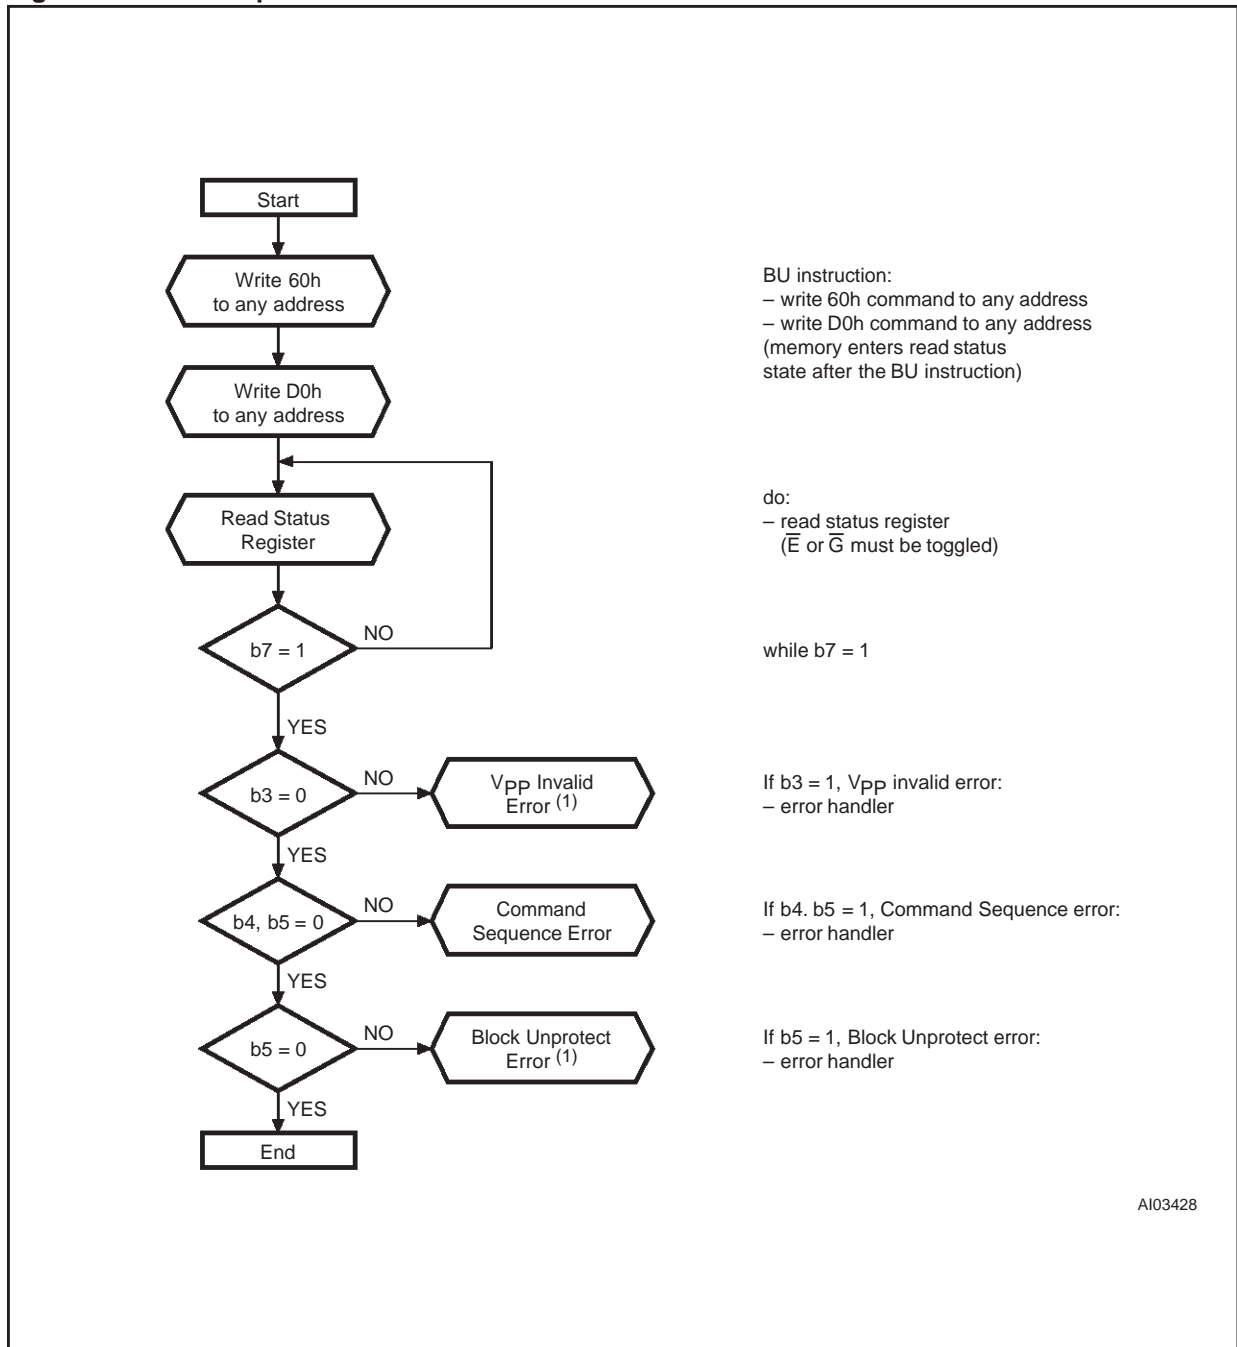 Start
Write 60h
to any address
BU instruction:
– write 60h command to any address
– write D0h command to any address
(memory enters read status
state after the BU instruction)
Write D0h
to any address
Read Status
Register
do:
– read status register
(E̅ or G̅ must be toggled)
b7 = 1
NO
while b7 = 1
YES
b3 = 0
NO
VPP Invalid
Error (1)
If b3 = 1, VPP invalid error:
– error handler
YES
b4, b5 = 0
NO
Command
Sequence Error
If b4. b5 = 1, Command Sequence error:
– error handler
YES
b5 = 0
NO
Block Unprotect
Error (1)
If b5 = 1, Block Unprotect error:
– error handler
YES
End
AI03428